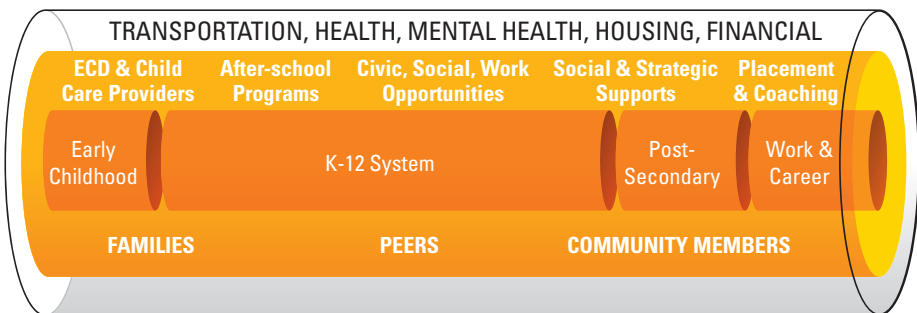 TRANSPORTATION, HEALTH, MENTAL HEALTH, HOUSING, FINANCIAL
ECD & Child
Care Providers
After-school
Programs
Civic, Social, Work
Opportunities
Social & Strategic
Supports
Placement
& Coaching
Early
Childhood
K-12 System
Post-
Secondary
Work &
Career
FAMILIES
PEERS
COMMUNITY MEMBERS